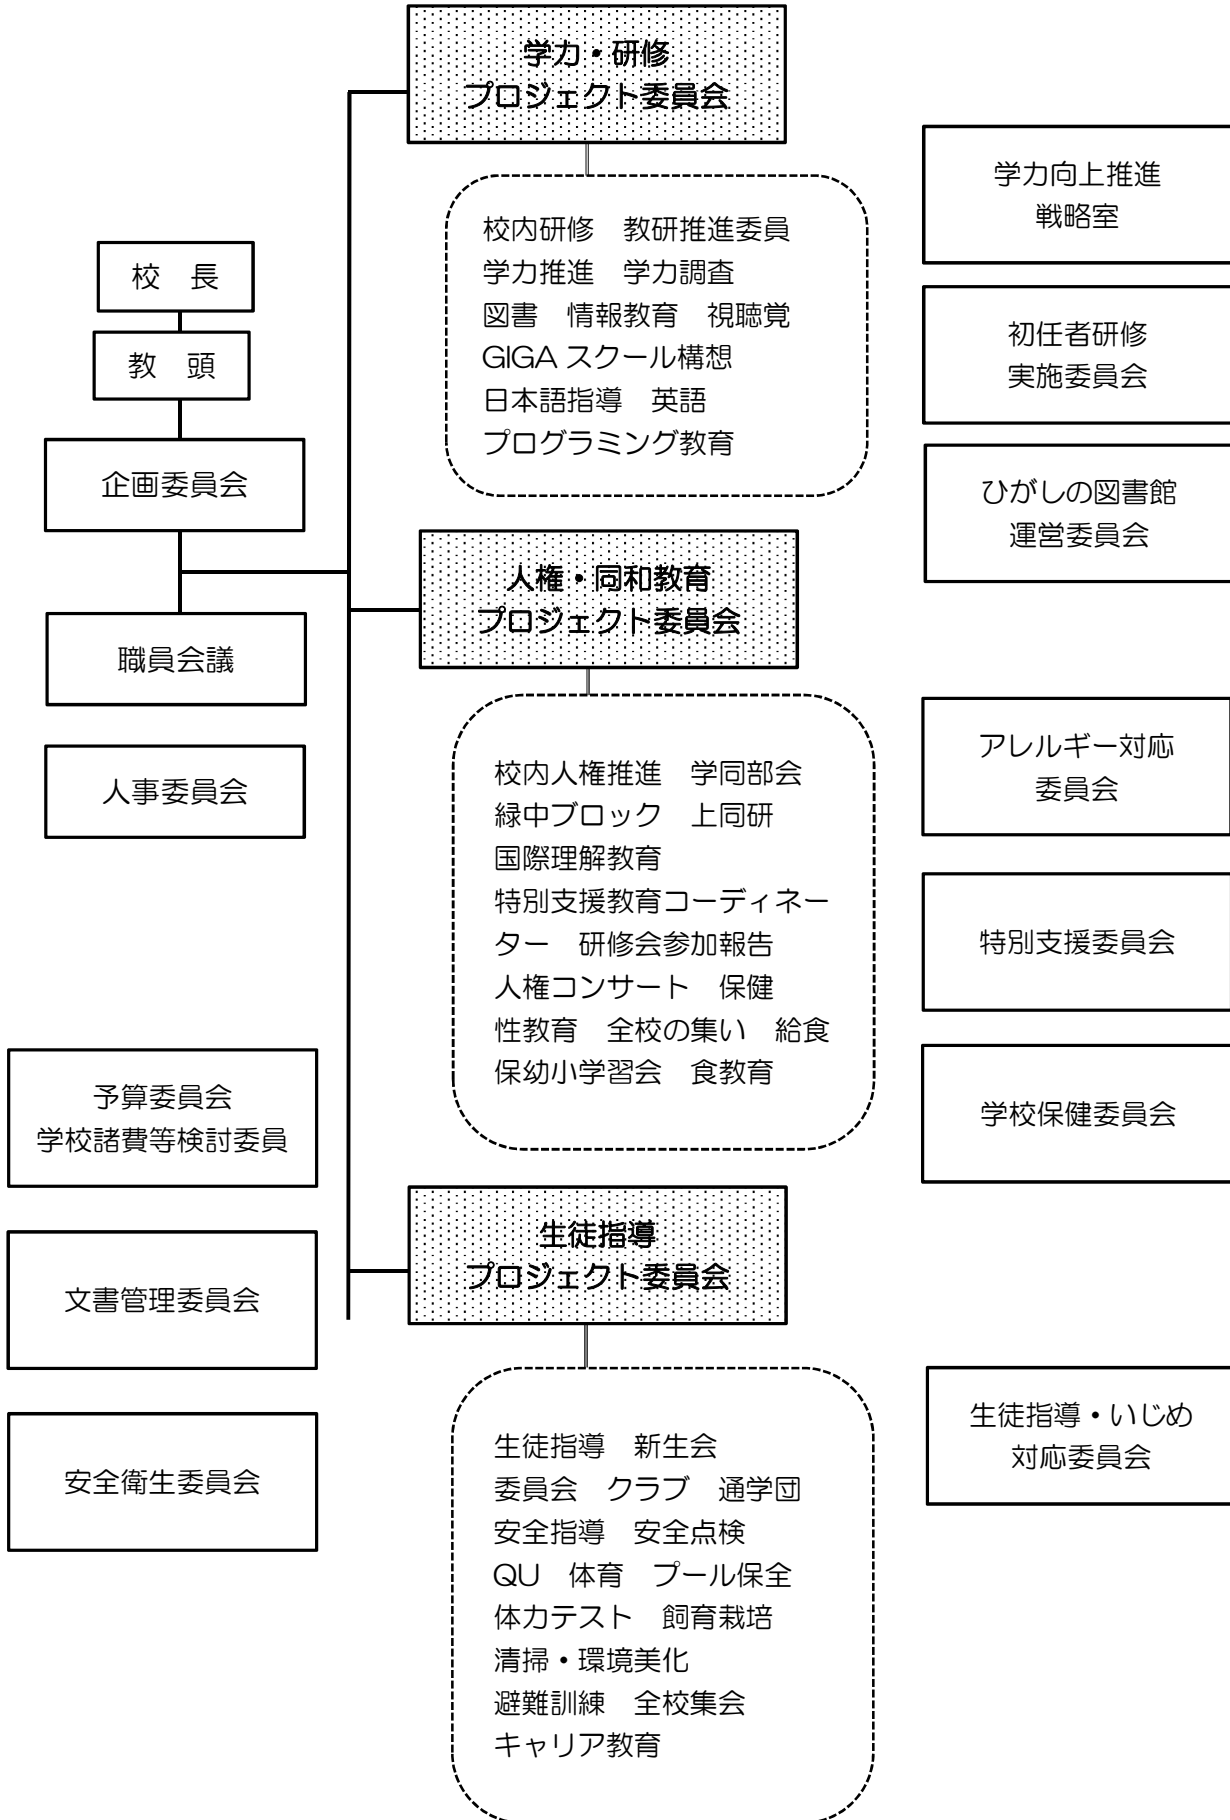 学力・研修
プロジェクト委員会
校内研修　教研推進委員
学力推進　学力調査
図書　情報教育　視聴覚
GIGA スクール構想
日本語指導　英語
プログラミング教育
学力向上推進
戦略室
初任者研修
実施委員会
ひがしの図書館
運営委員会
校　長
教　頭
企画委員会
職員会議
人事委員会
人権・同和教育
プロジェクト委員会
校内人権推進　学同部会
緑中ブロック　上同研
国際理解教育
特別支援教育コーディネー
ター　研修会参加報告
人権コンサート　保健
性教育　全校の集い　給食
保幼小学習会　食教育
アレルギー対応
委員会
特別支援委員会
学校保健委員会
予算委員会
学校諸費等検討委員
文書管理委員会
安全衛生委員会
生徒指導
プロジェクト委員会
生徒指導　新生会
委員会　クラブ　通学団
安全指導　安全点検
QU　体育　プール保全
体力テスト　飼育栽培
清掃・環境美化
避難訓練　全校集会
キャリア教育
生徒指導・いじめ
対応委員会